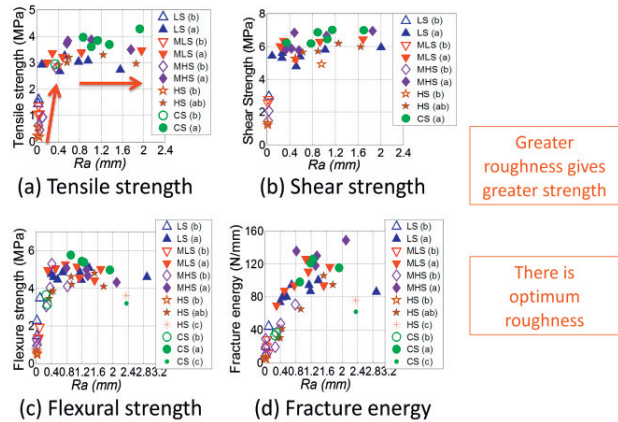 Tensile strength (MPa)
5
4
3
2
1
0
0 0.4 0.8 1.2 1.6 2 2.4
Ra (mm)
LS (b)
LS (a)
MLS (b)
MLS (a)
MHS (b)
MHS (a)
HS (b)
HS (ab)
CS (b)
CS (a)
(a) Tensile strength
Shear Strength (MPa)
8
6
4
2
0
0 0.4 0.8 1.2 1.6 2 2.4
Ra (mm)
LS (b)
LS (a)
MLS (b)
MLS (a)
MHS (b)
MHS (a)
HS (b)
HS (ab)
CS (a)
(b) Shear strength
Greater
roughness gives
greater strength
Flexure strength (MPa)
6
4
2
0
0 0.40.81.21.6 2 2.42.83.2
Ra (mm)
LS (b)
LS (a)
MLS (b)
MLS (a)
MHS (b)
MHS (a)
HS (b)
HS (ab)
HS (c)
CS (b)
CS (a)
CS (c)
(c) Flexural strength
Fracture energy (N/mm)
160
120
80
40
0
0 0.40.81.21.6 2 2.42.83.2
Ra (mm)
LS (b)
LS (a)
MLS (b)
MLS (a)
MHS (b)
MHS (a)
HS (b)
HS (ab)
HS (c)
CS (b)
CS (a)
CS (c)
(d) Fracture energy
There is
optimum
roughness